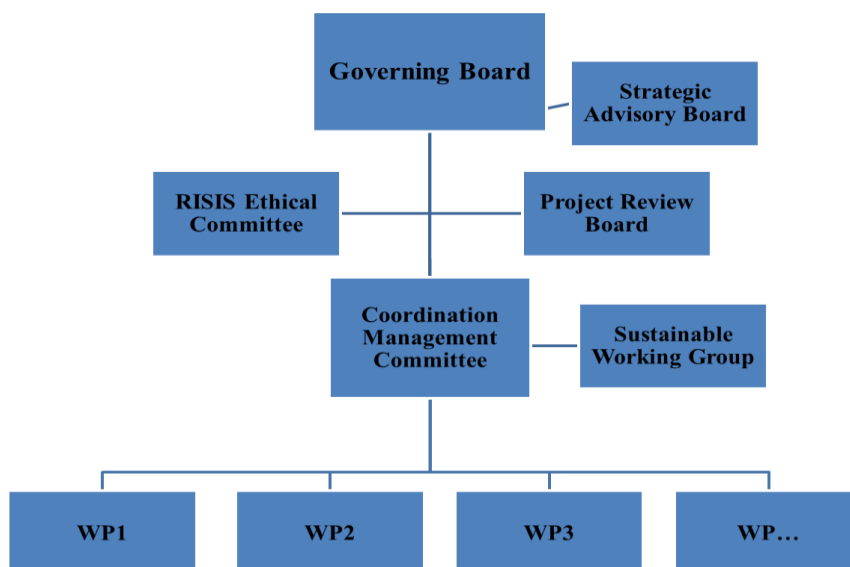 Governing Board
Strategic
Advisory Board
RISIS Ethical
Committee
Project Review
Board
Coordination
Management
Committee
Sustainable
Working Group
WP1
WP2
WP3
WP…